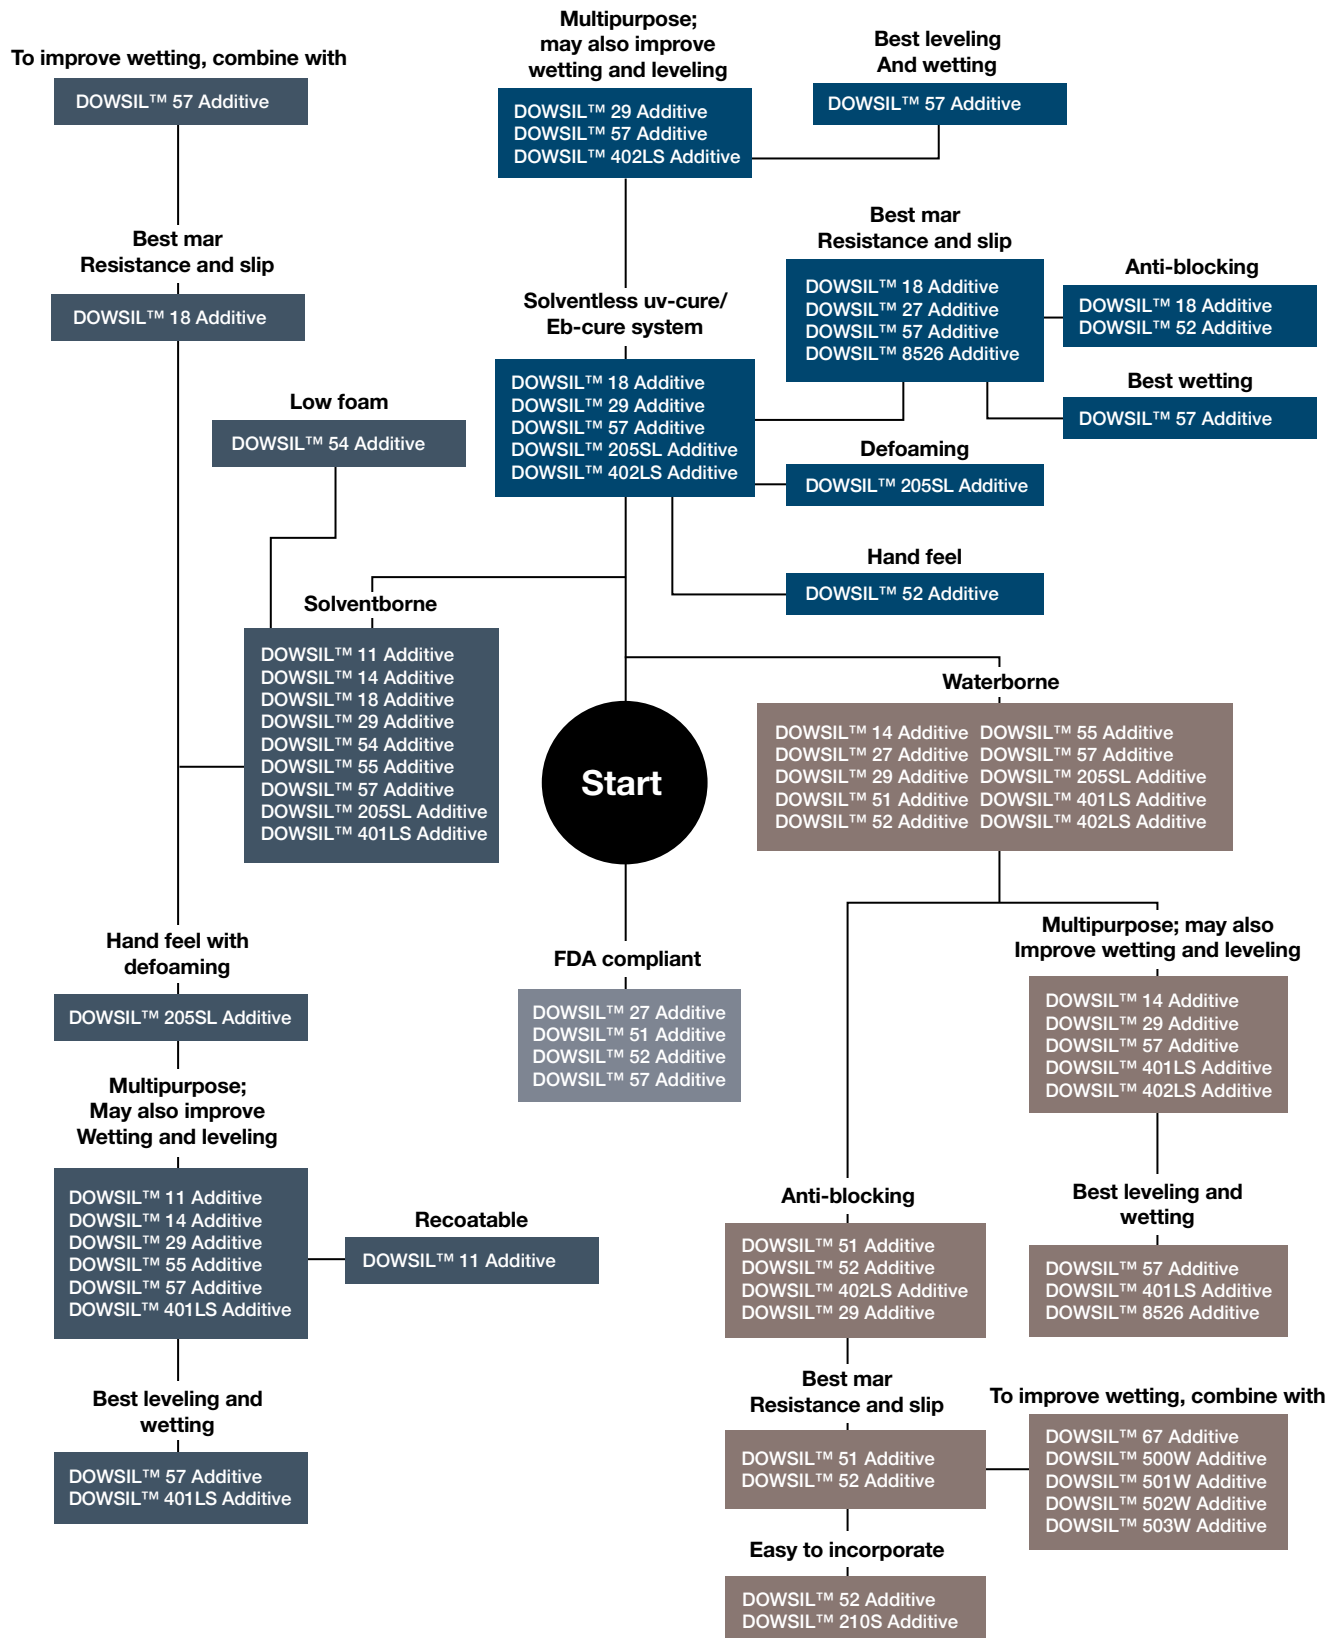 To improve wetting, combine with
DOWSIL™ 57 Additive
Best mar
Resistance and slip
DOWSIL™ 18 Additive
Low foam
DOWSIL™ 54 Additive
Solventborne
DOWSIL™ 11 Additive
DOWSIL™ 14 Additive
DOWSIL™ 18 Additive
DOWSIL™ 29 Additive
DOWSIL™ 54 Additive
DOWSIL™ 55 Additive
DOWSIL™ 57 Additive
DOWSIL™ 205SL Additive
DOWSIL™ 401LS Additive
Hand feel with
defoaming
DOWSIL™ 205SL Additive
Multipurpose;
May also improve
Wetting and leveling
DOWSIL™ 11 Additive
DOWSIL™ 14 Additive
DOWSIL™ 29 Additive
DOWSIL™ 55 Additive
DOWSIL™ 57 Additive
DOWSIL™ 401LS Additive
Recoatable
DOWSIL™ 11 Additive
Best leveling and
wetting
DOWSIL™ 57 Additive
DOWSIL™ 401LS Additive
Multipurpose;
may also improve
wetting and leveling
DOWSIL™ 29 Additive
DOWSIL™ 57 Additive
DOWSIL™ 402LS Additive
Best leveling
And wetting
DOWSIL™ 57 Additive
Solventless uv-cure/
Eb-cure system
DOWSIL™ 18 Additive
DOWSIL™ 29 Additive
DOWSIL™ 57 Additive
DOWSIL™ 205SL Additive
DOWSIL™ 402LS Additive
Best mar
Resistance and slip
DOWSIL™ 18 Additive
DOWSIL™ 27 Additive
DOWSIL™ 57 Additive
DOWSIL™ 8526 Additive
Anti-blocking
DOWSIL™ 18 Additive
DOWSIL™ 52 Additive
Best wetting
DOWSIL™ 57 Additive
Defoaming
DOWSIL™ 205SL Additive
Hand feel
DOWSIL™ 52 Additive
Start
FDA compliant
DOWSIL™ 27 Additive
DOWSIL™ 51 Additive
DOWSIL™ 52 Additive
DOWSIL™ 57 Additive
Waterborne
DOWSIL™ 14 Additive DOWSIL™ 55 Additive
DOWSIL™ 27 Additive DOWSIL™ 57 Additive
DOWSIL™ 29 Additive DOWSIL™ 205SL Additive
DOWSIL™ 51 Additive DOWSIL™ 401LS Additive
DOWSIL™ 52 Additive DOWSIL™ 402LS Additive
Multipurpose; may also
Improve wetting and leveling
DOWSIL™ 14 Additive
DOWSIL™ 29 Additive
DOWSIL™ 57 Additive
DOWSIL™ 401LS Additive
DOWSIL™ 402LS Additive
Best leveling and
wetting
DOWSIL™ 57 Additive
DOWSIL™ 401LS Additive
DOWSIL™ 8526 Additive
Anti-blocking
DOWSIL™ 51 Additive
DOWSIL™ 52 Additive
DOWSIL™ 402LS Additive
DOWSIL™ 29 Additive
Best mar
Resistance and slip
DOWSIL™ 51 Additive
DOWSIL™ 52 Additive
To improve wetting, combine with
DOWSIL™ 67 Additive
DOWSIL™ 500W Additive
DOWSIL™ 501W Additive
DOWSIL™ 502W Additive
DOWSIL™ 503W Additive
Easy to incorporate
DOWSIL™ 52 Additive
DOWSIL™ 210S Additive